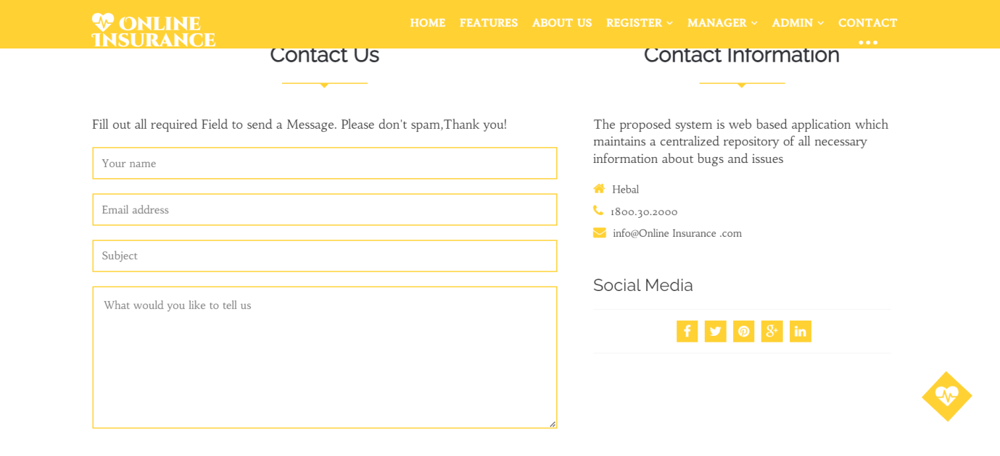 ONLINE
INSURANCE
HOME FEATURES ABOUT US REGISTER MANAGER ADMIN CONTACT
Contact Us
Fill out all required Field to send a Message. Please don't spam,Thank you!
Your name
Email address
Subject
What would you like to tell us
Contact Information
The proposed system is web based application which
maintains a centralized repository of all necessary
information about bugs and issues
Hebal
1800.30.2000
info@Online Insurance .com
Social Media